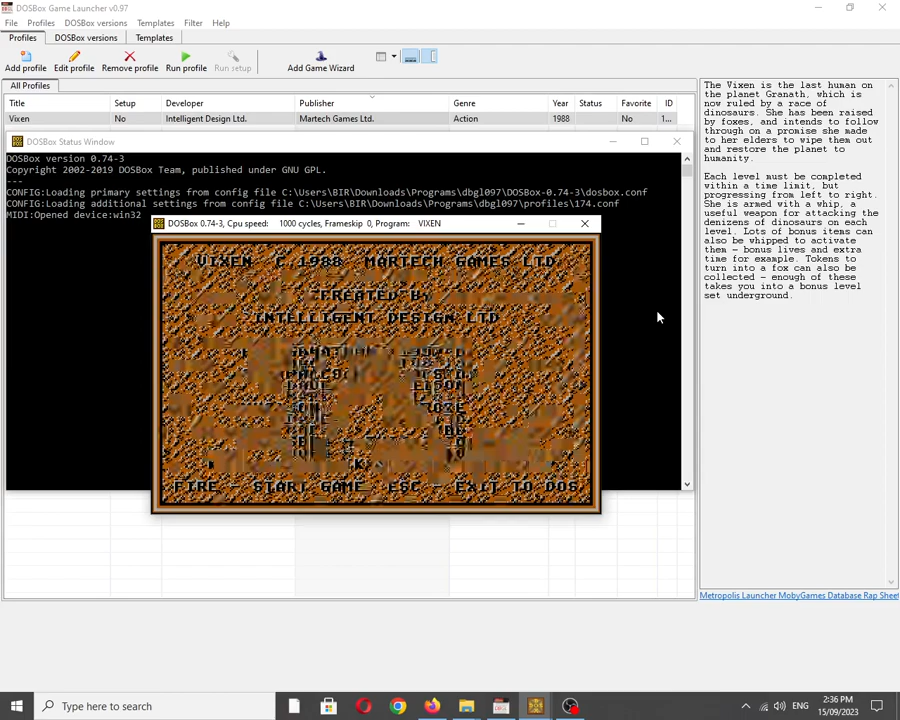 DOSBox Game Launcher v0.97
File Profiles DOSBox versions Templates Filter Help
Profiles DOSBox versions Templates
Add profile Edit profile Remove profile Run profile Run setup Add Game Wizard
All Profiles
Title Setup Developer Publisher Genre Year Status Favorite ID
Vixen No Intelligent Design Ltd. Martech Games Ltd. Action 1988 No 1...
DOSBox Status Window
DOSBox version 0.74-3
Copyright 2002-2019 DOSBox Team, published under GNU GPL.
---
CONFIG:Loading primary settings from config file C:\Users\BIR\Downloads\Programs\dbgl097\DOSBox-0.74-3\dosbox.conf
CONFIG:Loading additional settings from config file C:\Users\BIR\Downloads\Programs\dbgl097\profiles\174.conf
MIDI:Opened device:win32
DOSBox 0.74-3, Cpu speed: 1000 cycles, Frameskip 0, Program: VIXEN
VIXEN C 1988 MARTECH GAMES LTD
CREATED BY
INTELLIGENT DESIGN LTD
FIRE - START GAME ESC - EXIT TO DOS
The Vixen is the last human on
the planet Granath, which is
now ruled by a race of
dinosaurs. She has been raised
by foxes, and intends to follow
through on a promise she made
to her elders to wipe them out
and restore the planet to
humanity.
Each level must be completed
within a time limit, but
progressing from left to right.
She is armed with a whip, a
useful weapon for attacking the
denizens of dinosaurs on each
level. Lots of bonus items can
also be whipped to activate
them - bonus lives and extra
time for example. Tokens to
turn into a fox can also be
collected - enough of these
takes you into a bonus level
set underground.
Metropolis Launcher MobyGames Database Rap Sheet
Type here to search
ENG
2:36 PM
15/09/2023